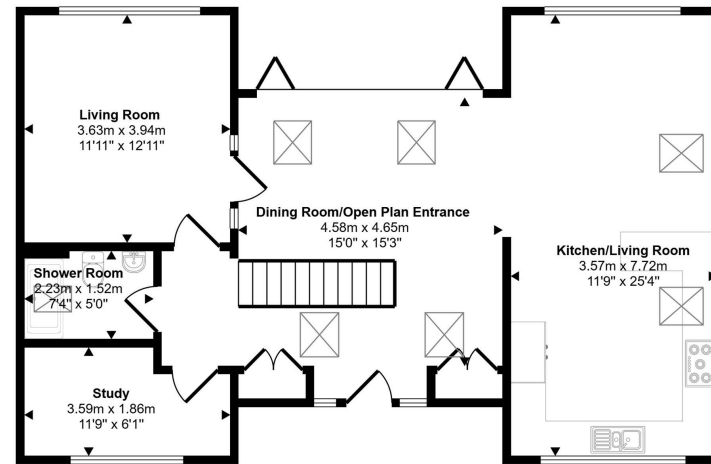 Living Room
3.63m x 3.94m
11'11" x 12'11"
Dining Room/Open Plan Entrance
4.58m x 4.65m
15'0" x 15'3"
Kitchen/Living Room
3.57m x 7.72m
11'9" x 25'4"
Shower Room
2.23m x 1.52m
7'4" x 5'0"
Study
3.59m x 1.86m
11'9" x 6'1"